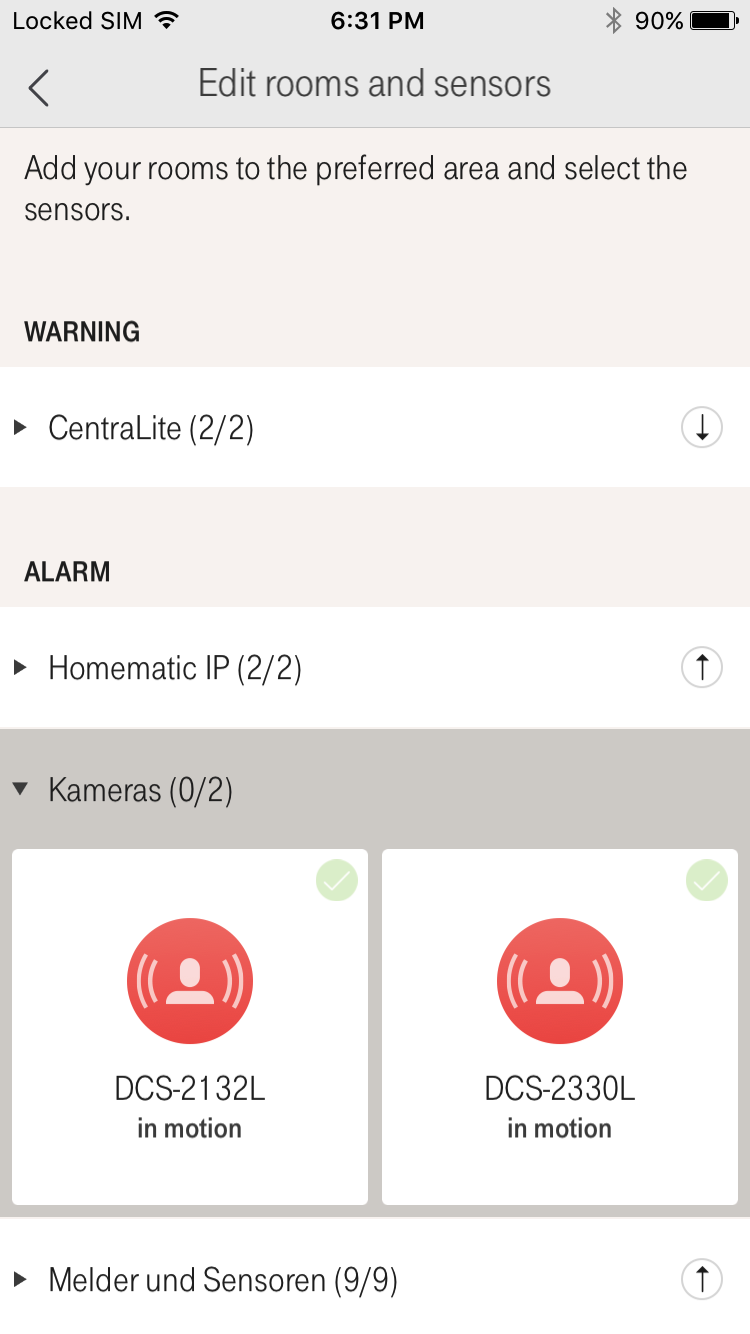 Locked SIM 6:31 PM 90%
Edit rooms and sensors
Add your rooms to the preferred area and select the
sensors.
WARNING
CentraLite (2/2)
ALARM
Homematic IP (2/2)
Kameras (0/2)
DCS-2132L DCS-2330L
in motion in motion
Melder und Sensoren (9/9)